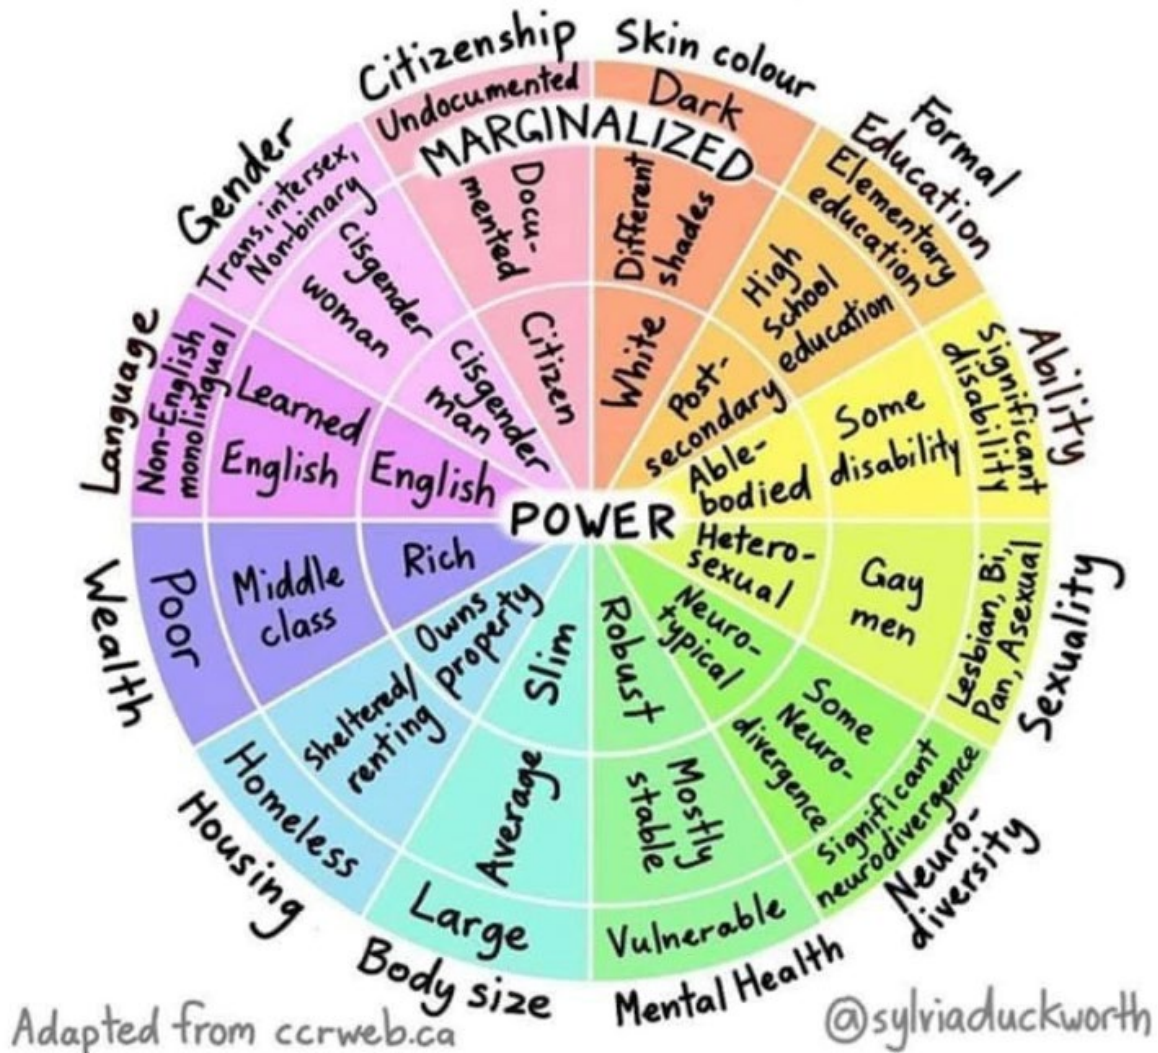 Citizenship
Undocumented
Docu-
mented
Citizen
Skin colour
Dark
Different
shades
White
Formal
Education
Elementary
education
High
School
education
Post-
secondary
Ability
Significant
disability
Some
disability
Able-
bodied
Sexuality
Lesbian, Bi,
Pan, Asexual
Gay
men
Hetero-
sexual
Neuro-
diversity
Significant
neurodivergence
Some
Neuro-
divergence
Neuro-
typical
Mental Health
Vulnerable
Mostly
stable
Robust
Body size
Large
Average
Slim
Housing
Homeless
Sheltered/
renting
Owns
property
Wealth
Poor
Middle
class
Rich
Language
Non-English
monolingual
Learned
English
English
Gender
Trans, intersex,
Non-binary
Cisgender
woman
Cisgender
man
MARGINALIZED
POWER
Adapted from ccrweb.ca
@sylviaduckworth